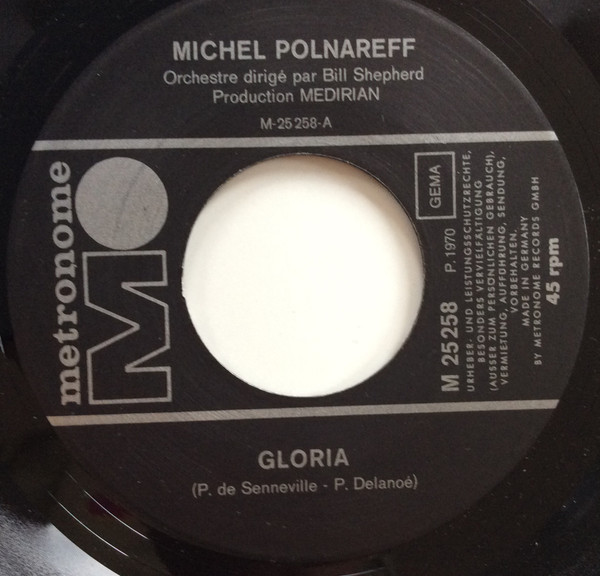 MICHEL POLNAREFF
Orchestre dirigé par Bill Shepherd
Production MEDIRIAN
M-25 258-A
metronome
M
GEMA
M 25 258 P. 1970
URHEBER- UND LEISTUNGSSCHUTZRECHTE,
BESONDERS VERVIELFÄLTIGUNG
(AUSSER ZUM PERSÖNLICHEN GEBRAUCH),
VERMIETUNG, AUFFÜHRUNG, SENDUNG,
VORBEHALTEN.
MADE IN GERMANY
BY METRONOME RECORDS GMBH
45 rpm
GLORIA
(P. de Senneville - P. Delanoé)